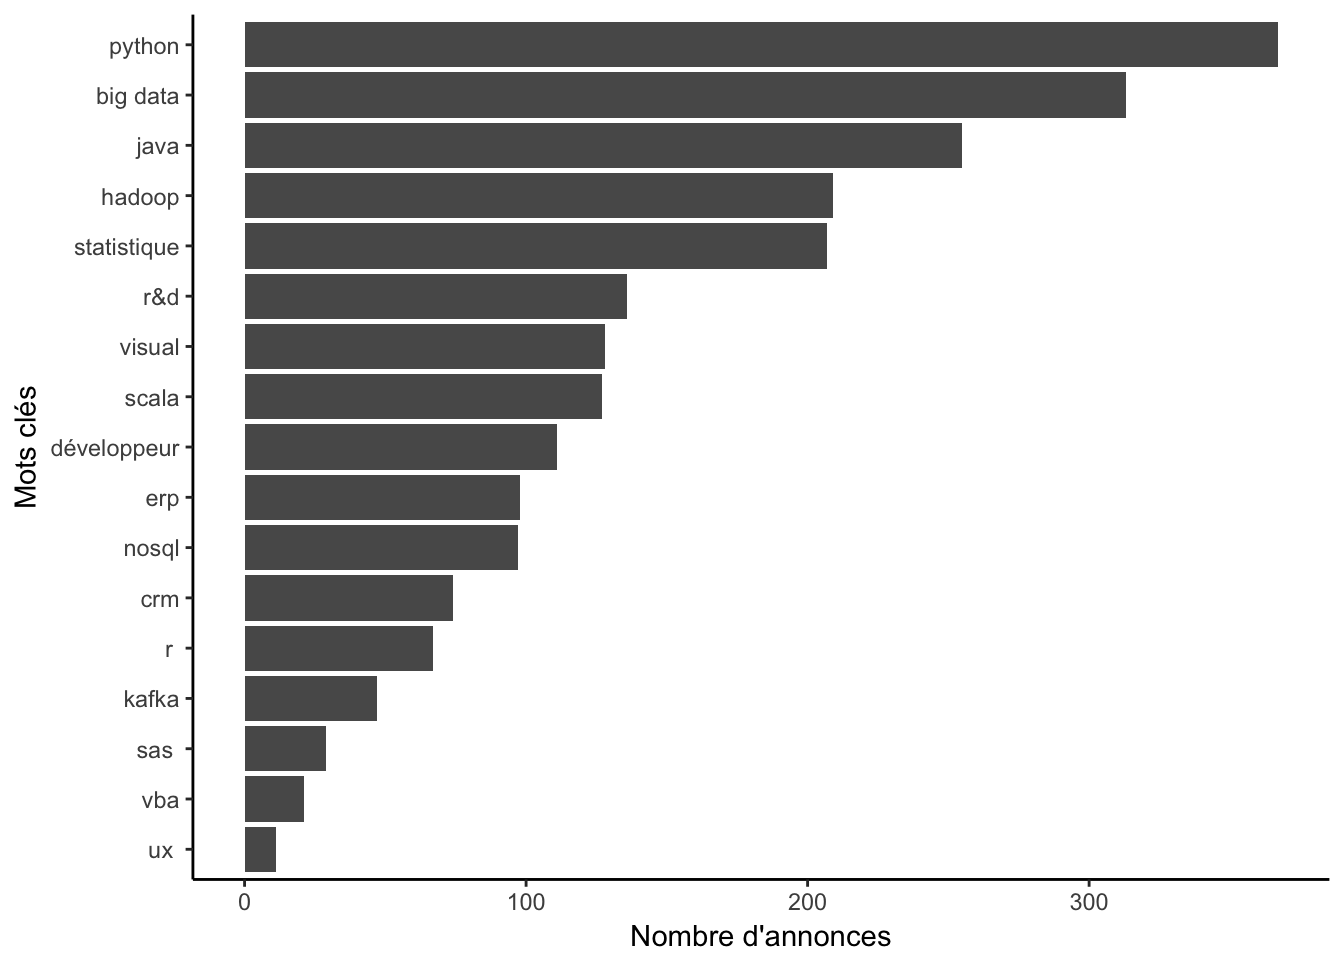 python
big data
java
hadoop
statistique
r&d
visual
scala
développeur
erp
nosql
crm
r
kafka
sas
vba
ux
Mots clés
0 100 200 300
Nombre d'annonces